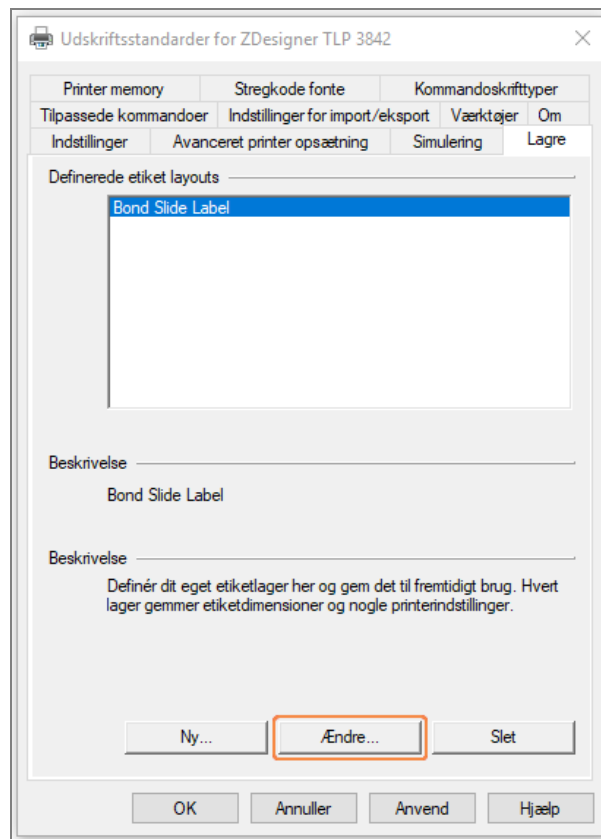 Udskriftsstandarder for ZDesigner TLP 3842
Printer memory Stregkode fonte Kommandoskrifttyper
Tilpassede kommandoer Indstillinger for import/eksport Værktøjer Om
Indstillinger Avanceret printer opsætning Simulering Lagre
Definerede etiket layouts
Bond Slide Label
Beskrivelse
Bond Slide Label
Beskrivelse
Definér dit eget etiketlager her og gem det til fremtidigt brug. Hvert
lager gemmer etiketdimensioner og nogle printerindstillinger.
Ny... Ændre... Slet
OK Annuller Anvend Hjælp